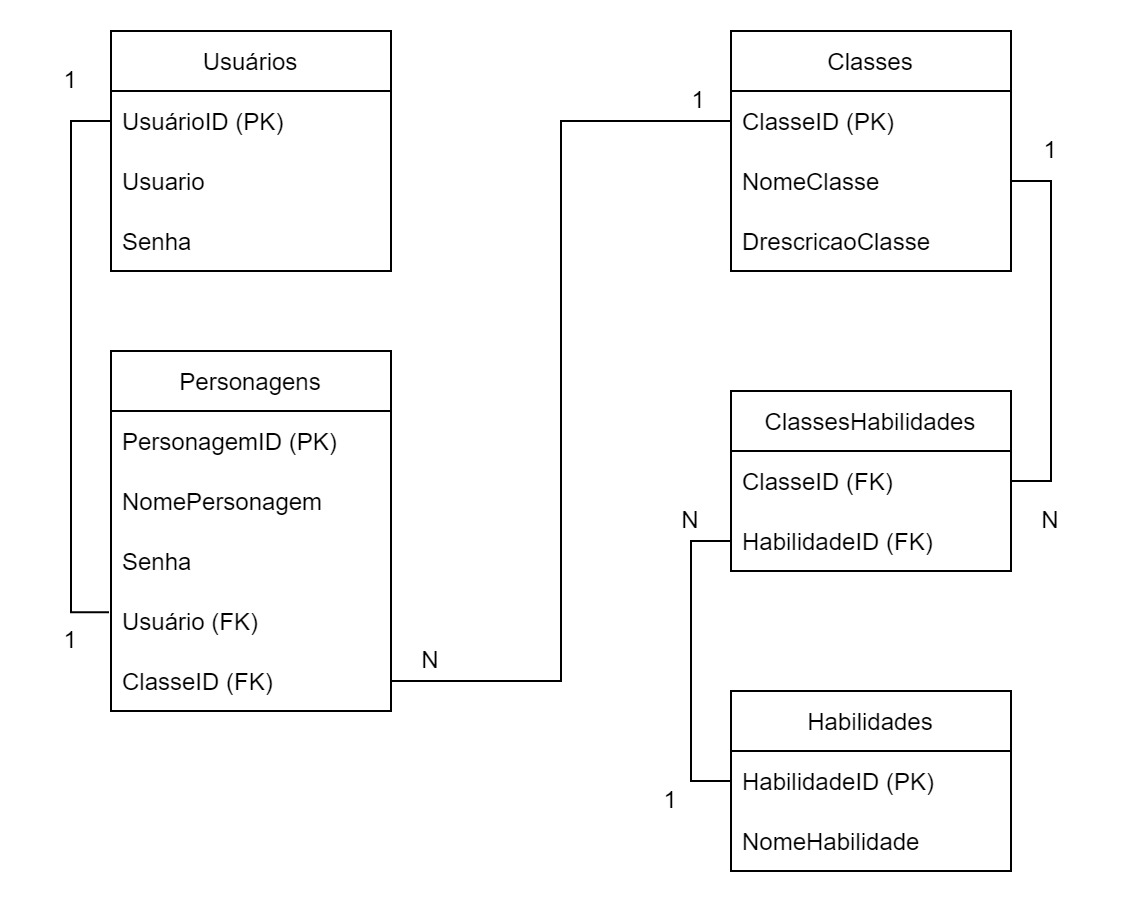 Usuários
1
UsuárioID (PK)
Usuario
Senha
Personagens
PersonagemID (PK)
NomePersonagem
Senha
Usuário (FK)
1
ClasseID (FK)
N
Classes
1
ClasseID (PK)
1
NomeClasse
DrescricaoClasse
ClassesHabilidades
ClasseID (FK)
N
N
HabilidadeID (FK)
Habilidades
HabilidadeID (PK)
1
NomeHabilidade